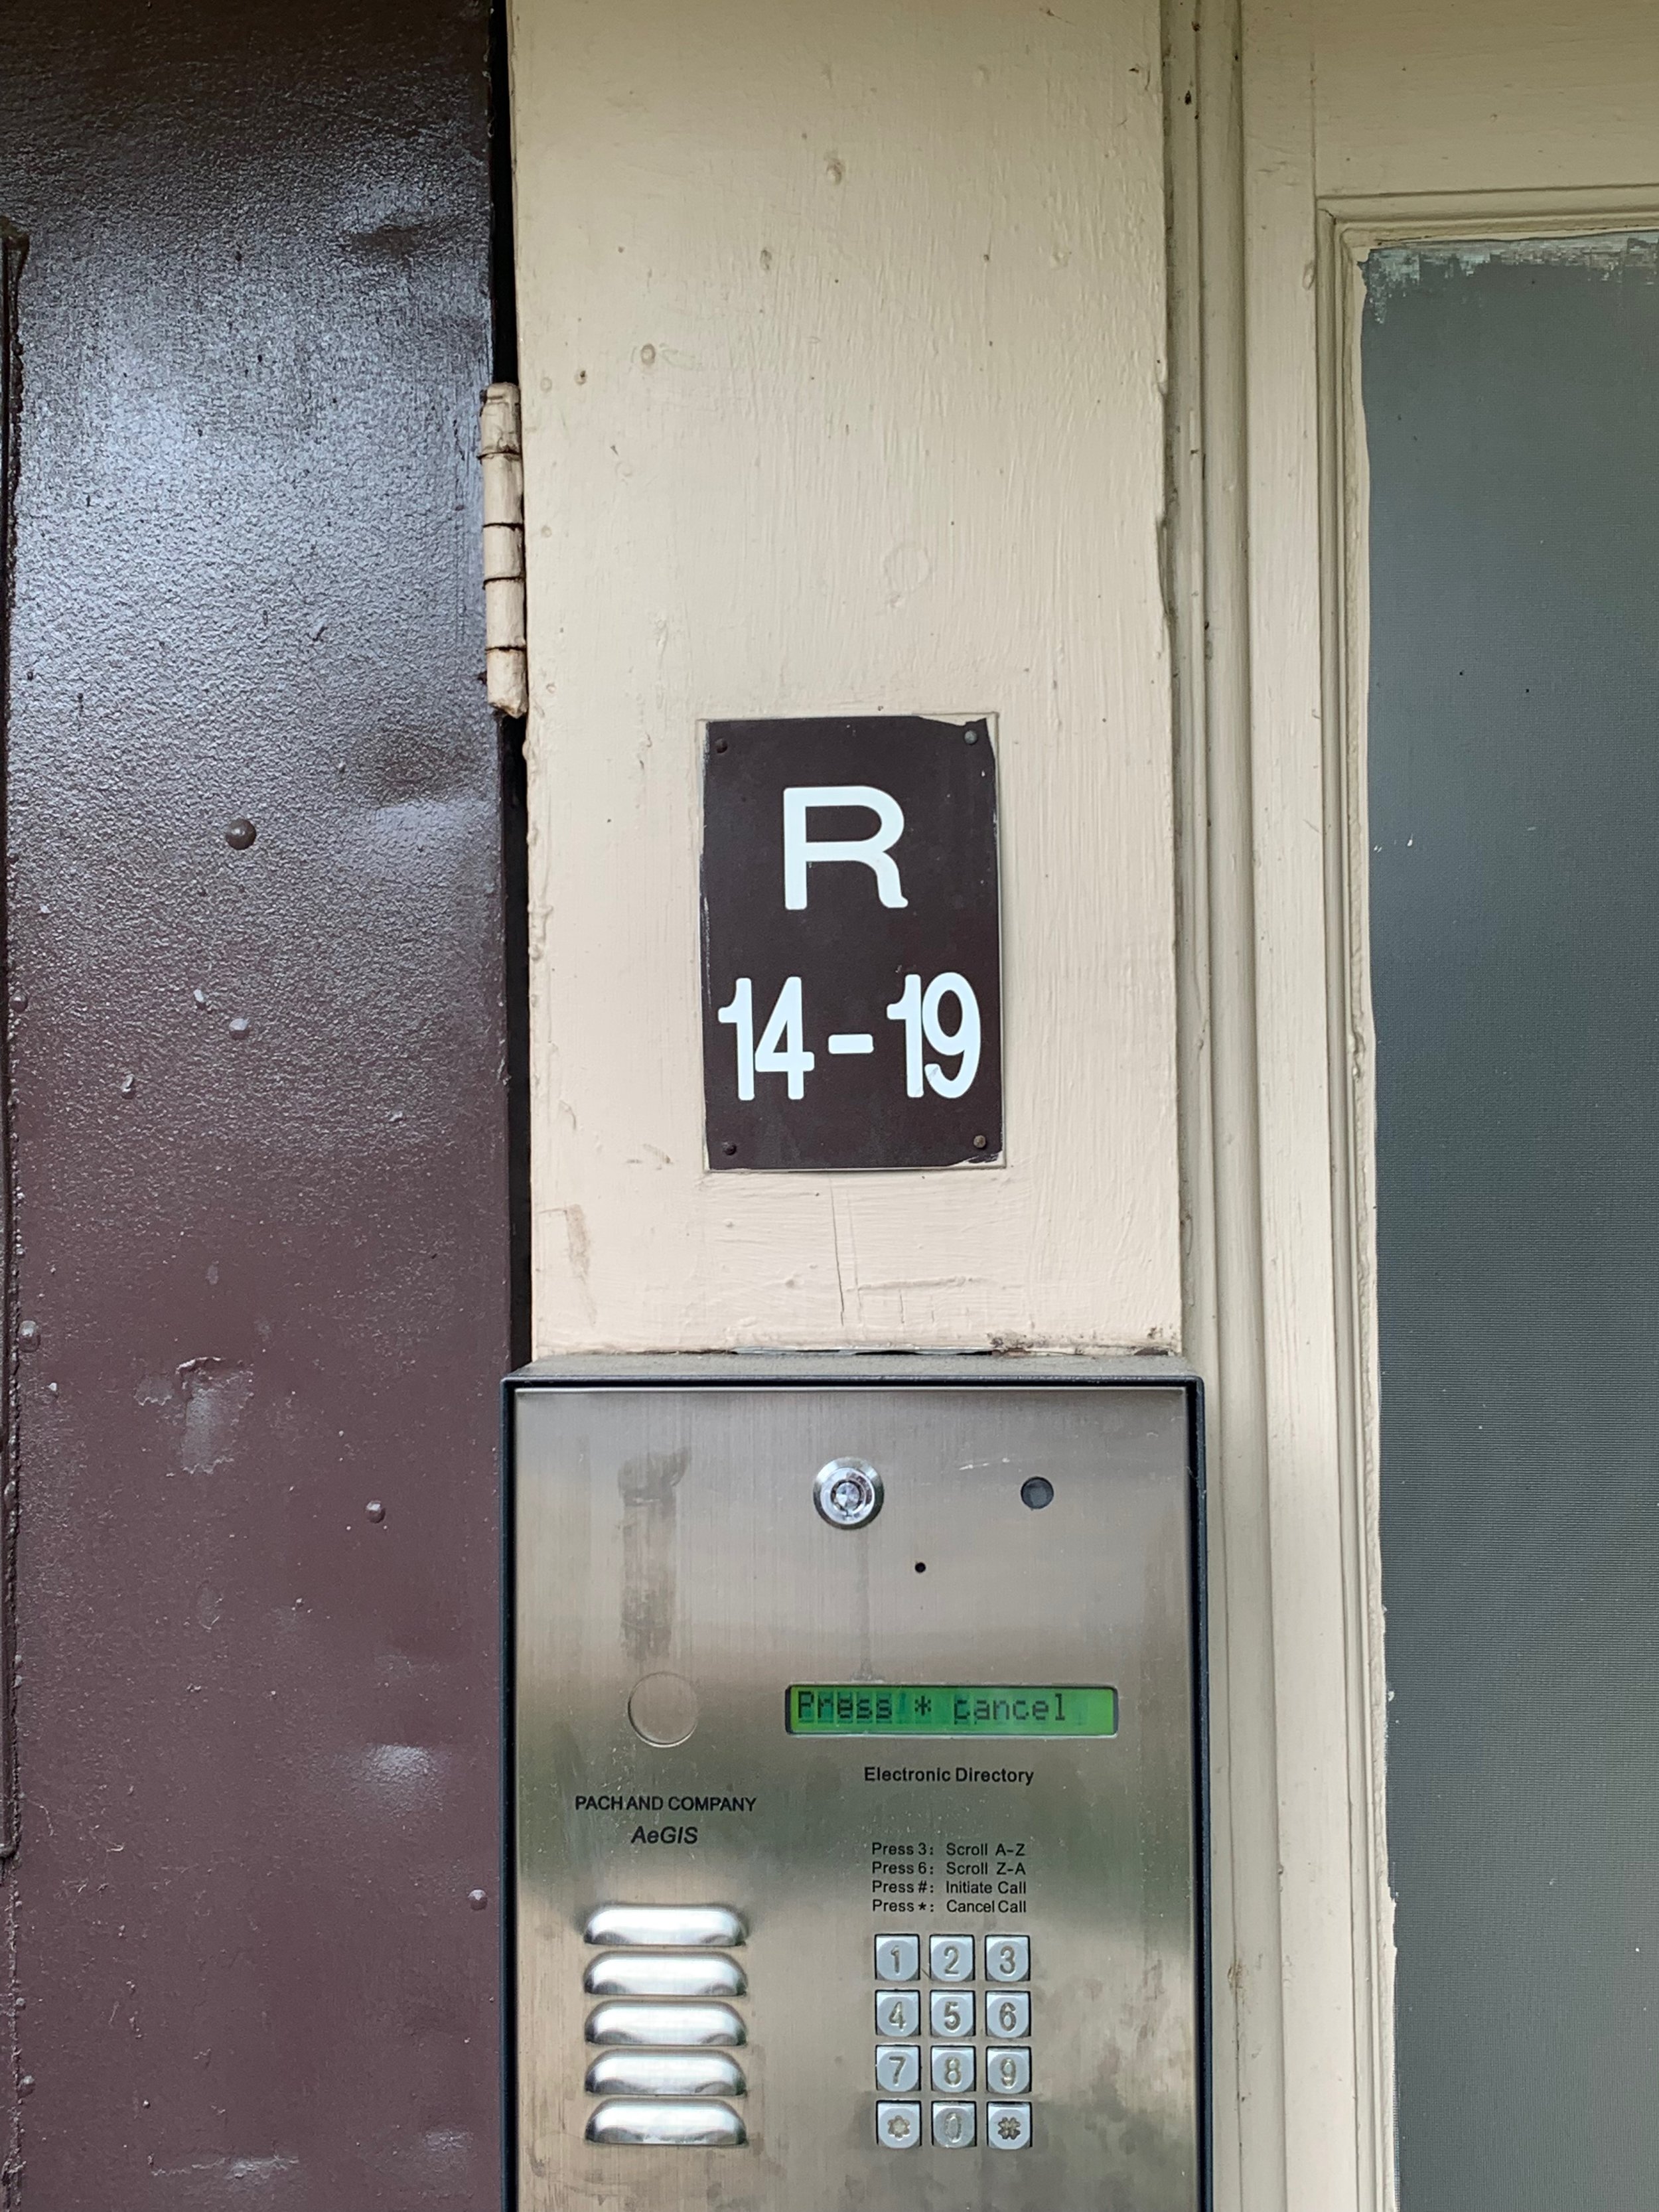 R
14-19
Press * cancel
Electronic Directory
PACH AND COMPANY
AeGIS
Press 3: Scroll A-Z
Press 6: Scroll Z-A
Press #: Initiate Call
Press *: Cancel Call
1 2 3
4 5 6
7 8 9
* 0 #